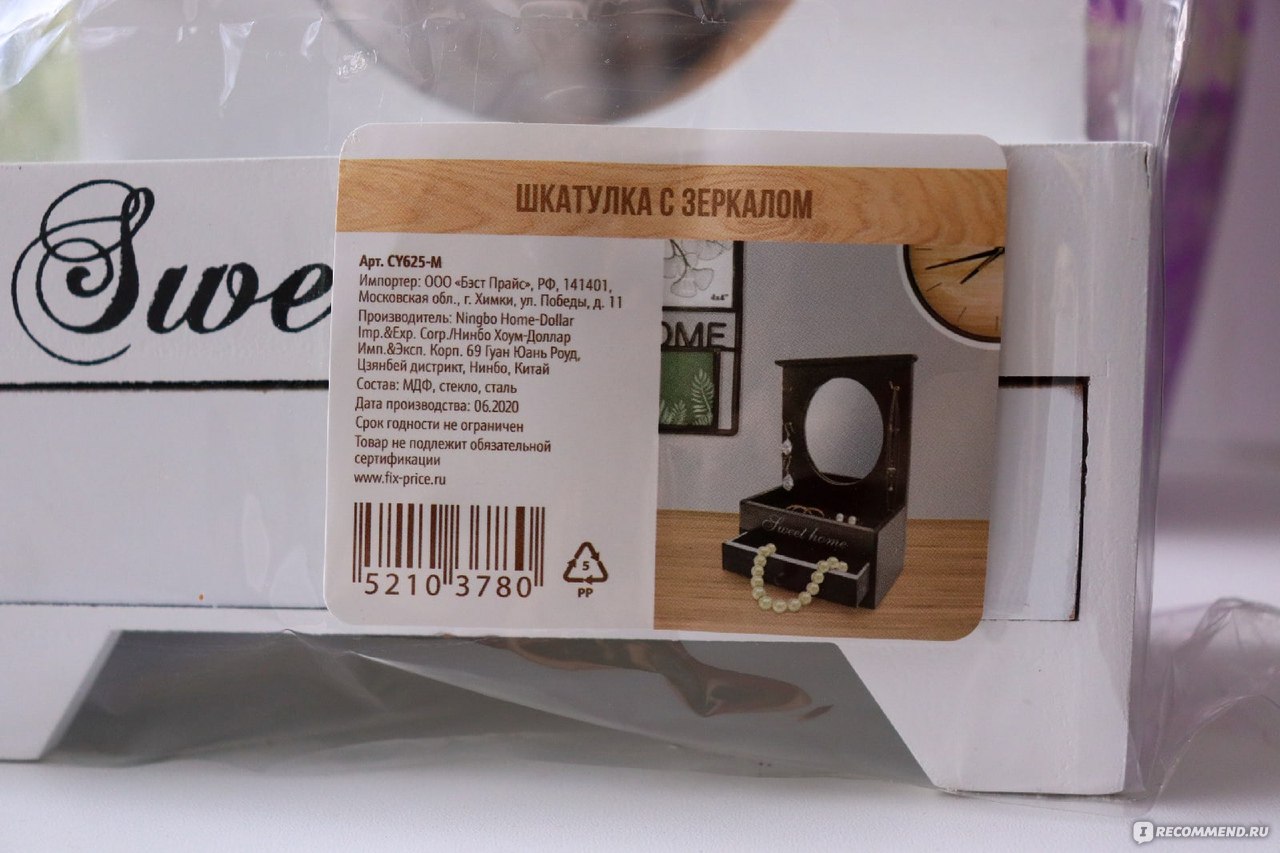 Swe
ШКАТУЛКА С ЗЕРКАЛОМ
Арт. CY625-M
Импортер: ООО «Бэст Прайс», РФ, 141401,
Московская обл., г. Химки, ул. Победы, д. 11
Производитель: Ningbo Home-Dollar
Imp.&Exp. Corp./Нинбо Хоум-Доллар
Имп.&Эксп. Корп. 69 Гуан Юань Роуд,
Цзянбей дистрикт, Нинбо, Китай
Состав: МДФ, стекло, сталь
Дата производства: 06.2020
Срок годности не ограничен
Товар не подлежит обязательной
сертификации
www.fix-price.ru
5210 3780
5
PP
4x4"
OME
Sweet home
IRECOMMEND.RU